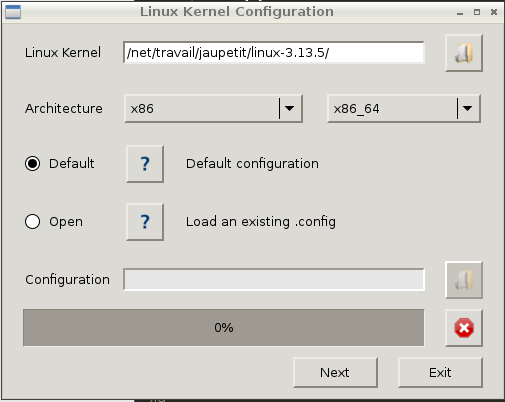 Linux Kernel Configuration
Linux Kernel /net/travail/jaupetit/linux-3.13.5/
Architecture x86 x86_64
Default ? Default configuration
Open ? Load an existing .config
Configuration
0%
Next Exit